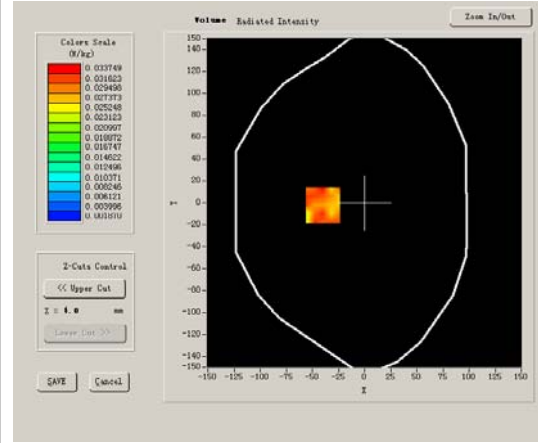 Volume Radiated Intensity
Zoom In/Out
Colors Scale
(W/kg)
0.033749
0.031623
0.029498
0.027373
0.025248
0.023123
0.020997
0.018872
0.016747
0.014622
0.012496
0.010371
0.008246
0.006121
0.003996
0.001870
Z-Cuts Control
<< Upper Cut
Z = 4.0 mm
Lower Cut >>
SAVE Cancel
150
140
120
100
80
60
40
20
0
-20
-40
-60
-80
-100
-120
-140
-150
Y
-150 -125 -100 -75 -50 -25 0 25 50 75 100 125 150
X